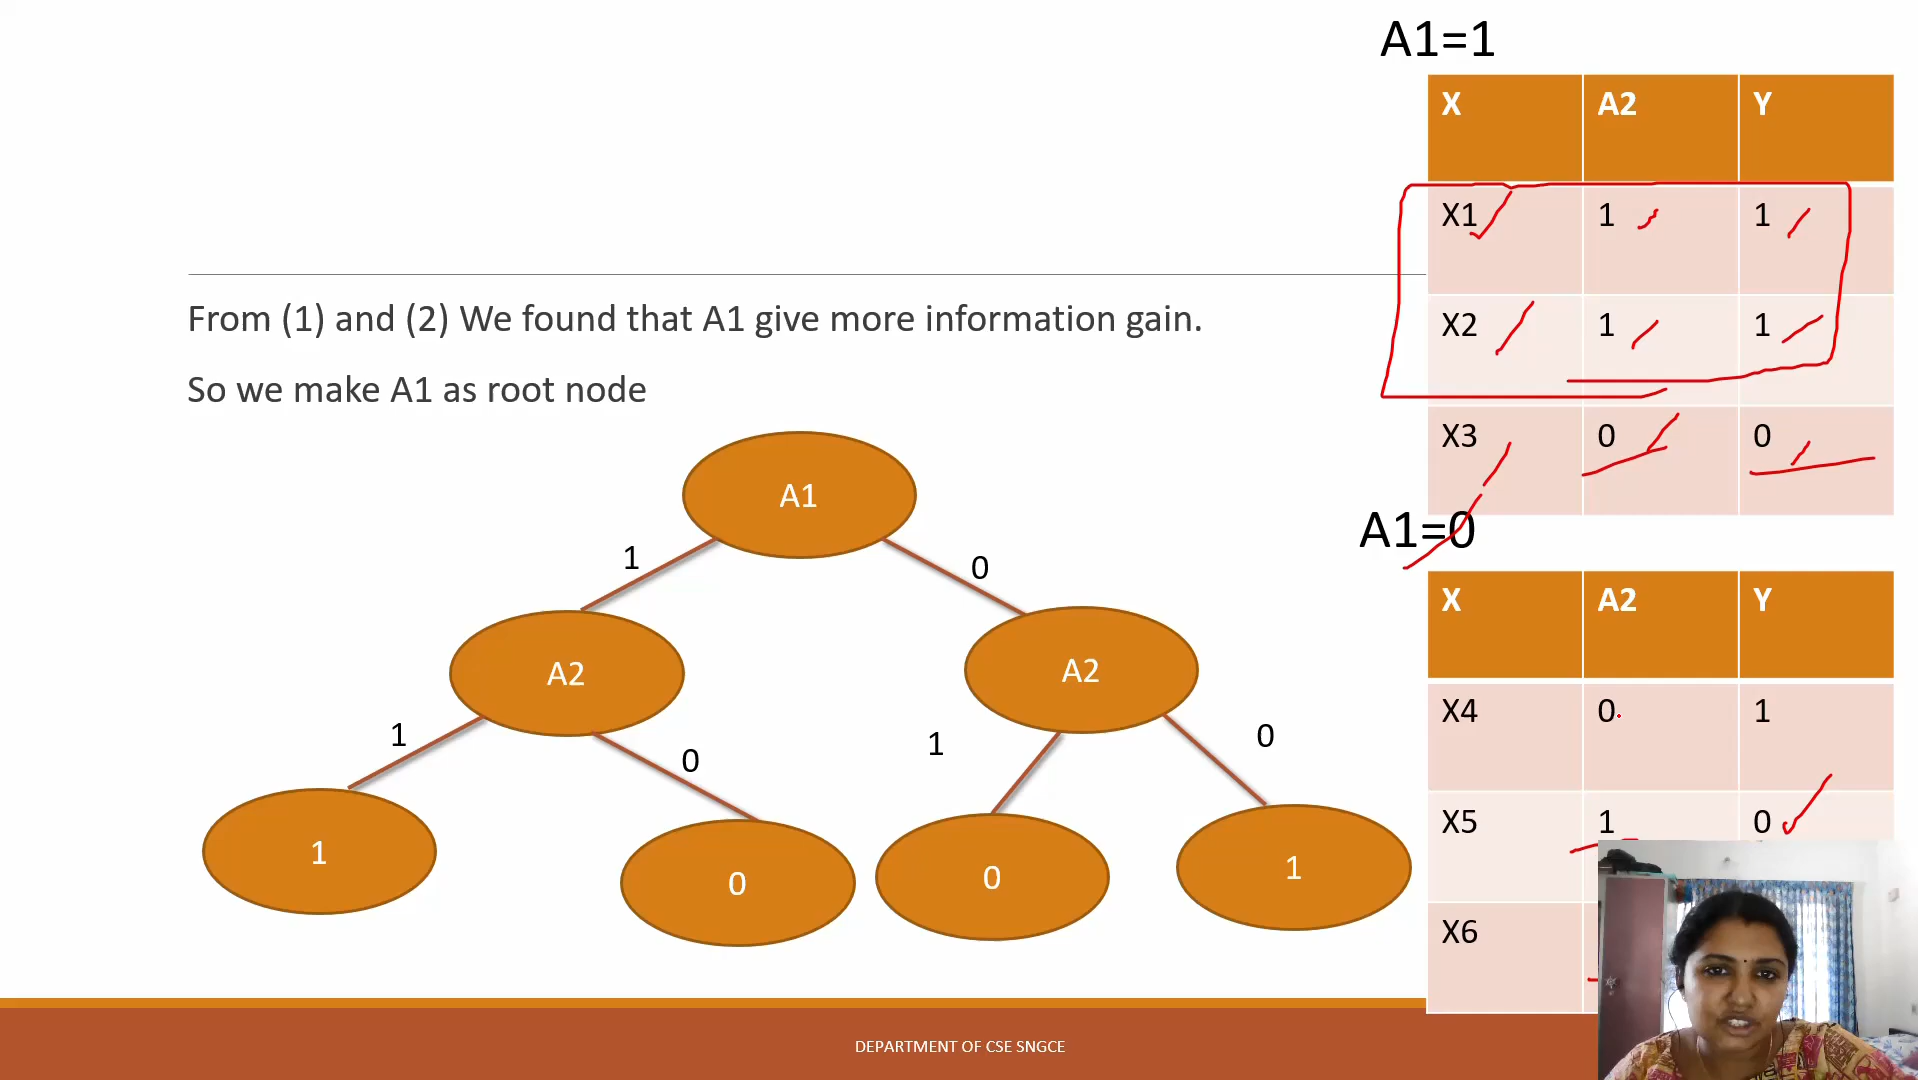 A1=1
X A2 Y
X1 1 1
X2 1 1
X3 0 0
From (1) and (2) We found that A1 give more information gain.
So we make A1 as root node
A1
1 0
A2 A2
1 0 1 0
1 0 0 1
A1=0
X A2 Y
X4 0 1
X5 1 0
X6
DEPARTMENT OF CSE SNGCE